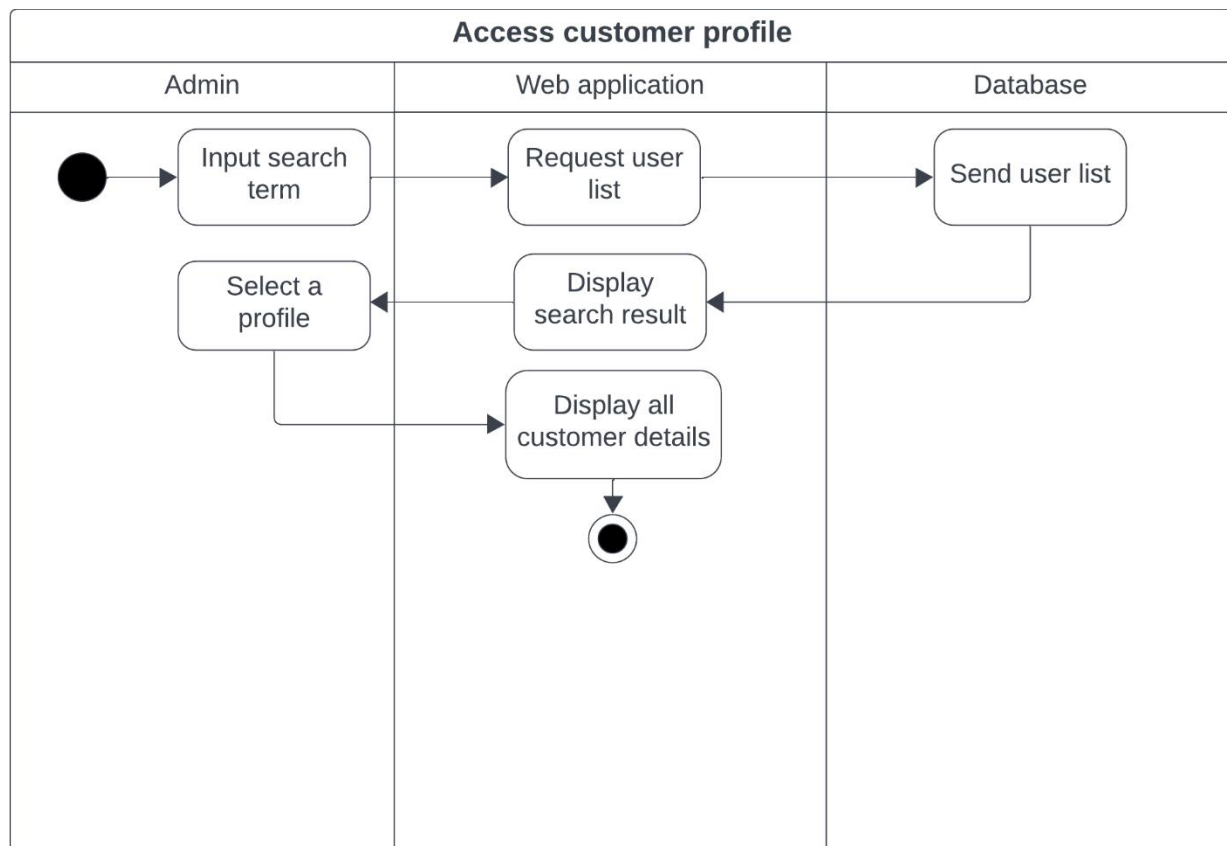 Access customer profile
Admin
Web application
Database
Input search
term
Request user
list
Send user list
Select a
profile
Display
search result
Display all
customer details